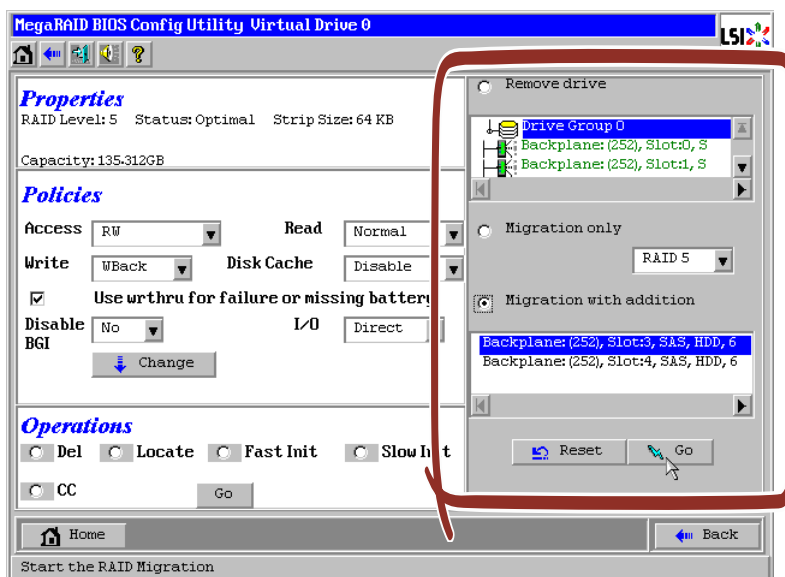 MegaRAID BIOS Config Utility Virtual Drive 0
LSI
Properties
RAID Level: 5 Status: Optimal Strip Size: 64 KB
Capacity: 135.312GB
Policies
Access RW Read Normal
Write WBack Disk Cache Disable
Use wrthru for failure or missing battery
Disable BGI No I/O Direct
Change
Operations
Del Locate Fast Init Slow Init
CC Go
Remove drive
Drive Group 0
Backplane: (252), Slot:0, S
Backplane: (252), Slot:1, S
Migration only
RAID 5
Migration with addition
Backplane: (252), Slot:3, SAS, HDD, 6
Backplane: (252), Slot:4, SAS, HDD, 6
Reset Go
Home Back
Start the RAID Migration